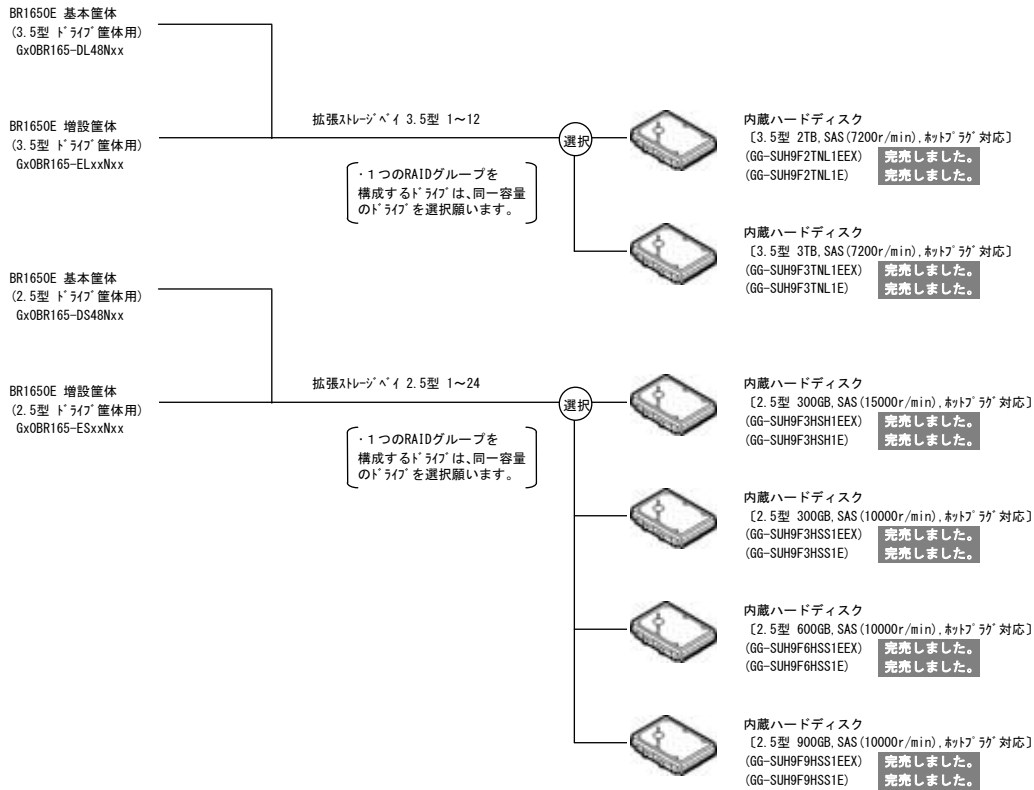 BR1650E 基本筐体
(3.5型 ﾄﾞﾗｲﾌﾞ筐体用)
GxOBR165-DL48Nxx
BR1650E 増設筐体
(3.5型 ﾄﾞﾗｲﾌﾞ筐体用)
GxOBR165-ELxxNxx
拡張ｽﾄﾚｰｼﾞﾍﾞｲ 3.5型 1～12
・１つのRAIDグループを
構成するﾄﾞﾗｲﾌﾞは、同一容量
のﾄﾞﾗｲﾌﾞを選択願います。
選択
内蔵ハードディスク
〔3.5型 2TB,SAS(7200r/min),ﾎｯﾄﾌﾟﾗｸﾞ対応〕
(GG-SUH9F2TNL1EEX) 完売しました。
(GG-SUH9F2TNL1E) 完売しました。
内蔵ハードディスク
〔3.5型 3TB,SAS(7200r/min),ﾎｯﾄﾌﾟﾗｸﾞ対応〕
(GG-SUH9F3TNL1EEX) 完売しました。
(GG-SUH9F3TNL1E) 完売しました。
BR1650E 基本筐体
(2.5型 ﾄﾞﾗｲﾌﾞ筐体用)
GxOBR165-DS48Nxx
BR1650E 増設筐体
(2.5型 ﾄﾞﾗｲﾌﾞ筐体用)
GxOBR165-ESxxNxx
拡張ｽﾄﾚｰｼﾞﾍﾞｲ 2.5型 1～24
・１つのRAIDグループを
構成するﾄﾞﾗｲﾌﾞは、同一容量
のﾄﾞﾗｲﾌﾞを選択願います。
選択
内蔵ハードディスク
〔2.5型 300GB,SAS(15000r/min),ﾎｯﾄﾌﾟﾗｸﾞ対応〕
(GG-SUH9F3HSH1EEX) 完売しました。
(GG-SUH9F3HSH1E) 完売しました。
内蔵ハードディスク
〔2.5型 300GB,SAS(10000r/min),ﾎｯﾄﾌﾟﾗｸﾞ対応〕
(GG-SUH9F3HSS1EEX) 完売しました。
(GG-SUH9F3HSS1E) 完売しました。
内蔵ハードディスク
〔2.5型 600GB,SAS(10000r/min),ﾎｯﾄﾌﾟﾗｸﾞ対応〕
(GG-SUH9F6HSS1EEX) 完売しました。
(GG-SUH9F6HSS1E) 完売しました。
内蔵ハードディスク
〔2.5型 900GB,SAS(10000r/min),ﾎｯﾄﾌﾟﾗｸﾞ対応〕
(GG-SUH9F9HSS1EEX) 完売しました。
(GG-SUH9F9HSS1E) 完売しました。